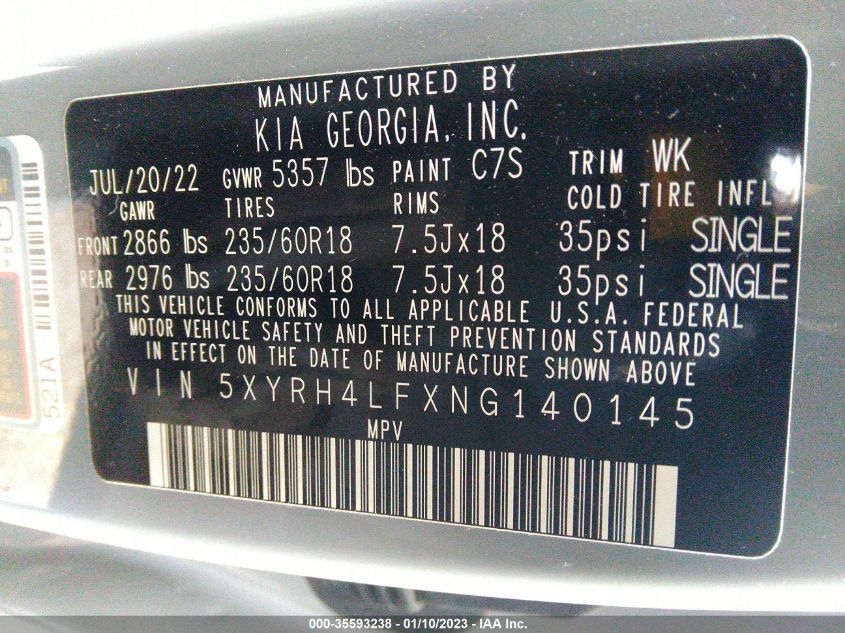 MANUFACTURED BY
KIA GEORGIA, INC.
JUL/20/22 GVWR 5357 lbs PAINT C7S TRIM WK
GAWR TIRES RIMS COLD TIRE INFL
FRONT 2866 lbs 235/60R18 7.5Jx18 35psi SINGLE
REAR 2976 lbs 235/60R18 7.5Jx18 35psi SINGLE
THIS VEHICLE CONFORMS TO ALL APPLICABLE U.S.A. FEDERAL
MOTOR VEHICLE SAFETY AND THEFT PREVENTION STANDARDS
IN EFFECT ON THE DATE OF MANUFACTURE SHOWN ABOVE
VIN 5XYRH4LFXNG140145
MPV
521A
000-35593238 - 01/10/2023 - IAA Inc.